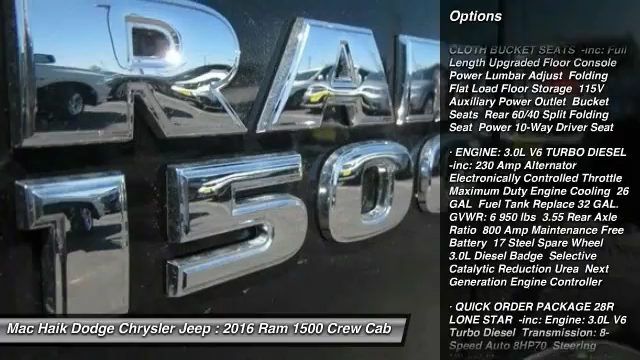 RAM
1500
Options
CLOTH BUCKET SEATS -inc: Full
Length Upgraded Floor Console
Power Lumbar Adjust Folding
Flat Load Floor Storage 115V
Auxiliary Power Outlet Bucket
Seats Rear 60/40 Split Folding
Seat Power 10-Way Driver Seat
· ENGINE: 3.0L V6 TURBO DIESEL
-inc: 230 Amp Alternator
Electronically Controlled Throttle
Maximum Duty Engine Cooling 26
GAL Fuel Tank Replace 32 GAL.
GVWR: 6 950 lbs 3.55 Rear Axle
Ratio 800 Amp Maintenance Free
Battery 17 Steel Spare Wheel
3.0L Diesel Badge Selective
Catalytic Reduction Urea Next
Generation Engine Controller
· QUICK ORDER PACKAGE 28R
LONE STAR -inc: Engine: 3.0L V6
Turbo Diesel Transmission: 8-
Speed Auto 8HP70 Steering
Mac Haik Dodge Chrysler Jeep : 2016 Ram 1500 Crew Cab